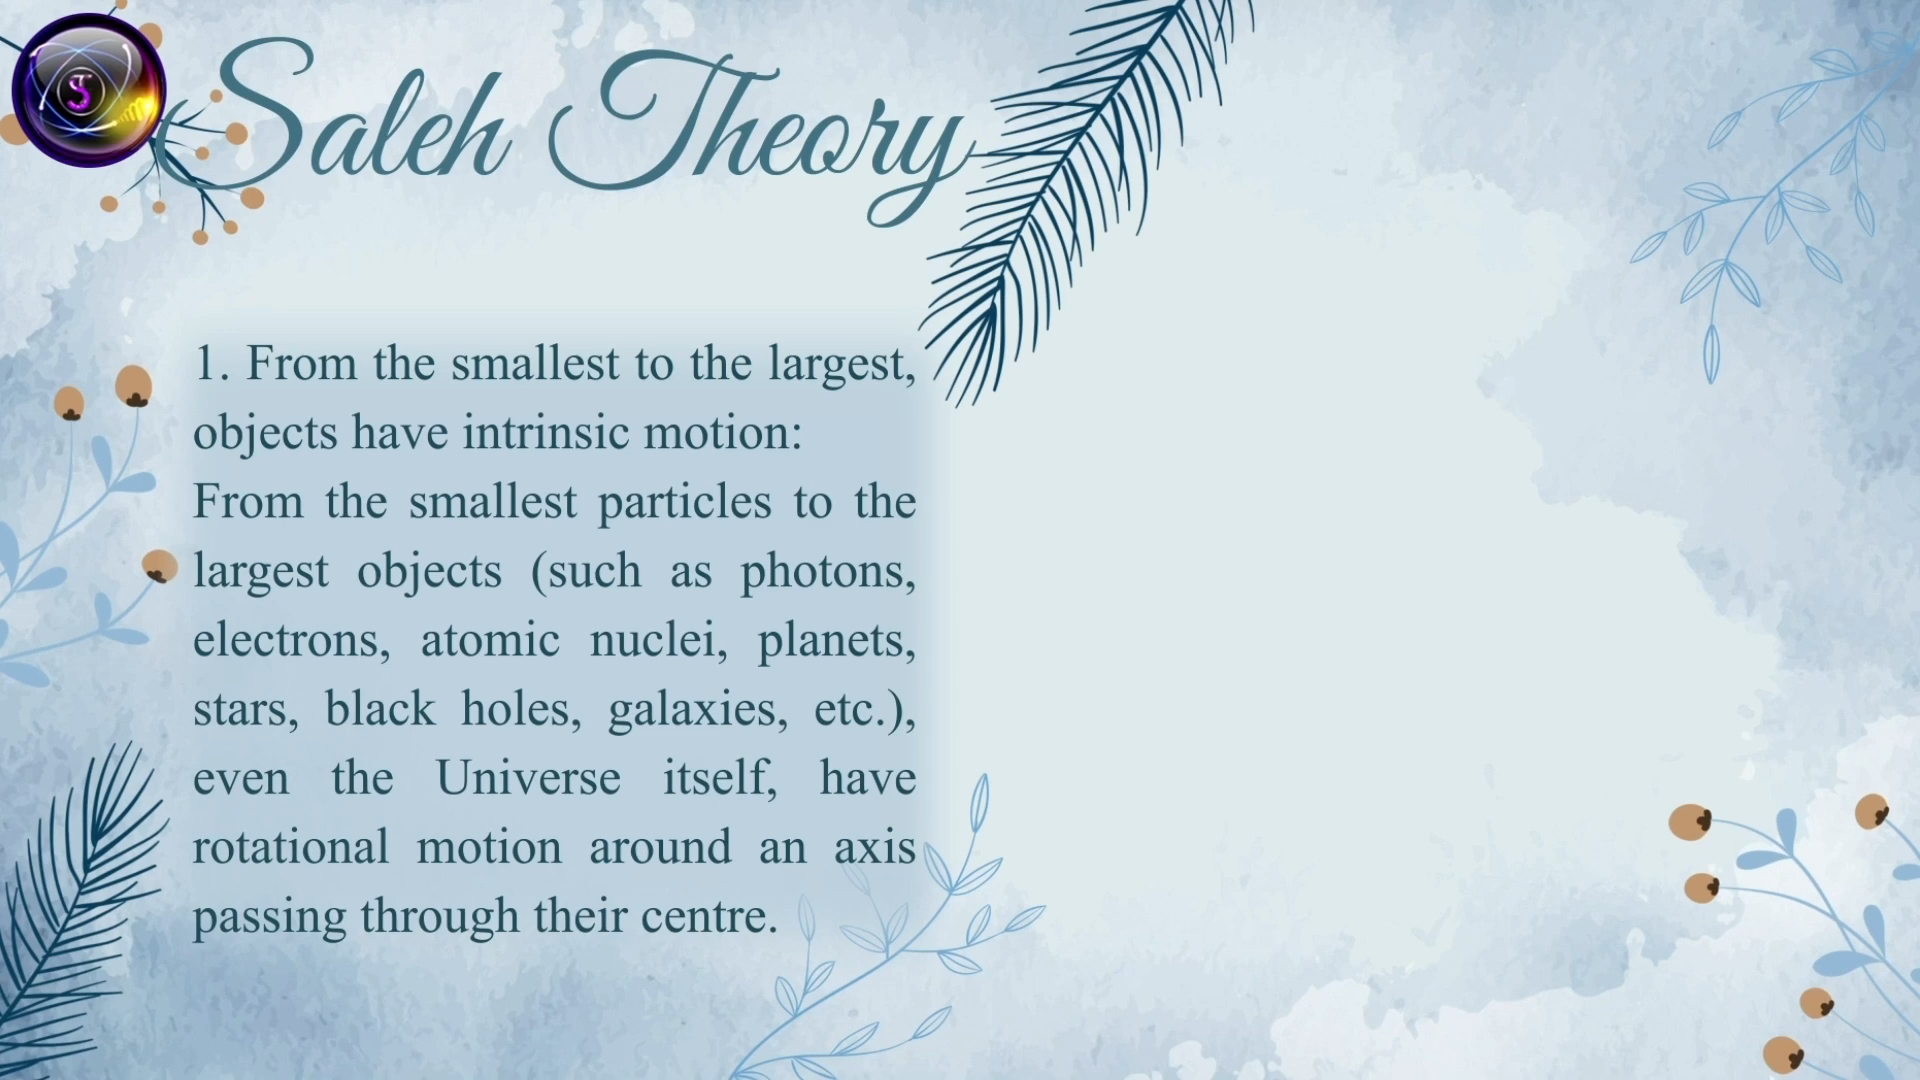 Saleh Theory
1. From the smallest to the largest,
objects have intrinsic motion:
From the smallest particles to the
largest objects (such as photons,
electrons, atomic nuclei, planets,
stars, black holes, galaxies, etc.),
even the Universe itself, have
rotational motion around an axis
passing through their centre.